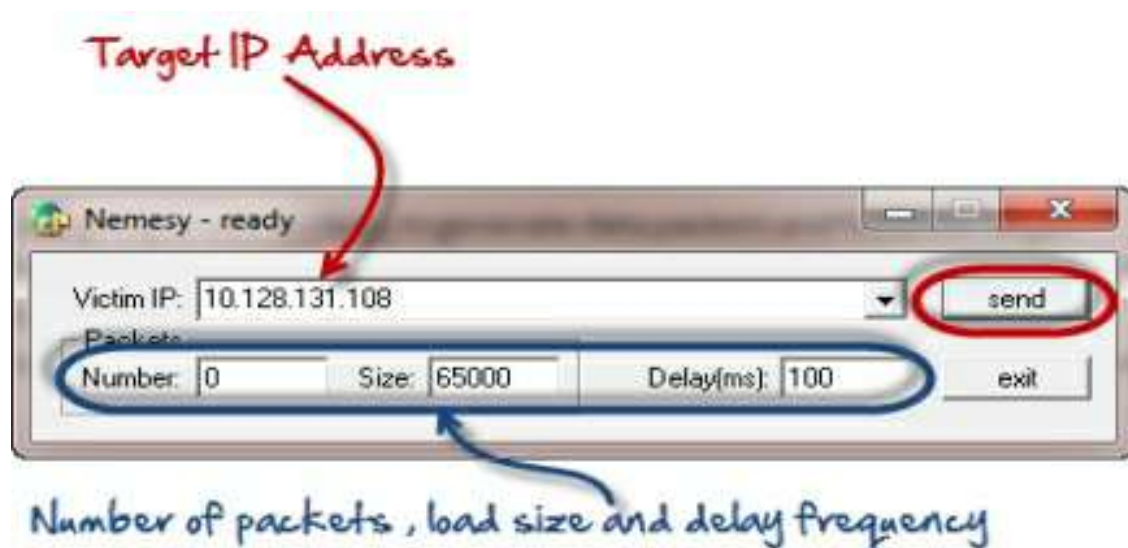 Target IP Address
Nemesy - ready
Victim IP: 10.128.131.108 send
Packets
Number: 0 Size: 65000 Delay(ms): 100 exit
Number of packets , load size and delay frequency